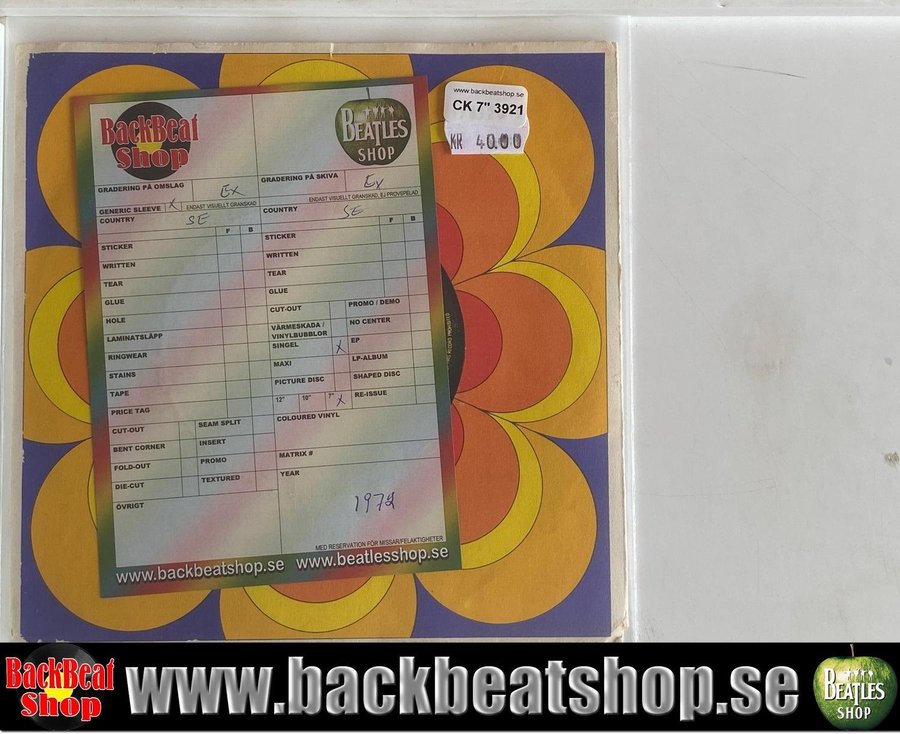 www.backbeatshop.se
CK 7" 3921
KR 40.00
BackBeat
Shop
BEATLES
SHOP
GRADERING PÅ OMSLAG Ex
GRADERING PÅ SKIVA Ex
GENERIC SLEEVE X ENDAST VISUELLT GRANSKAD
ENDAST VISUELLT GRANSKAD, EJ PROVSPELAD
COUNTRY SE
COUNTRY SE
F B
F B
STICKER
WRITTEN
TEAR
GLUE
HOLE
LAMINATSLÄPP
RINGWEAR
STAINS
TAPE
PRICE TAG
CUT-OUT SEAM SPLIT
BENT CORNER INSERT
FOLD-OUT PROMO
DIE-CUT TEXTURED
ÖVRIGT
STICKER
WRITTEN
TEAR
GLUE
CUT-OUT PROMO / DEMO
VÄRMESKADA /
VINYLBUBBLOR NO CENTER
SINGEL X EP
MAXI LP-ALBUM
PICTURE DISC SHAPED DISC
12" 10" 7" X RE-ISSUE
COLOURED VINYL
MATRIX #
YEAR
1972
MED RESERVATION FÖR MISSAR/FELAKTIGHETER
www.backbeatshop.se www.beatlesshop.se
BackBeat
Shop
www.backbeatshop.se
BEATLES
SHOP